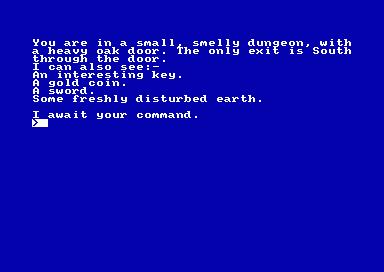 You are in a small, smelly dungeon, with
a heavy oak door. The only exit is South
through the door.
I can also see:-
An interesting key.
A gold coin.
A sword.
Some freshly disturbed earth.
I await your command.
>